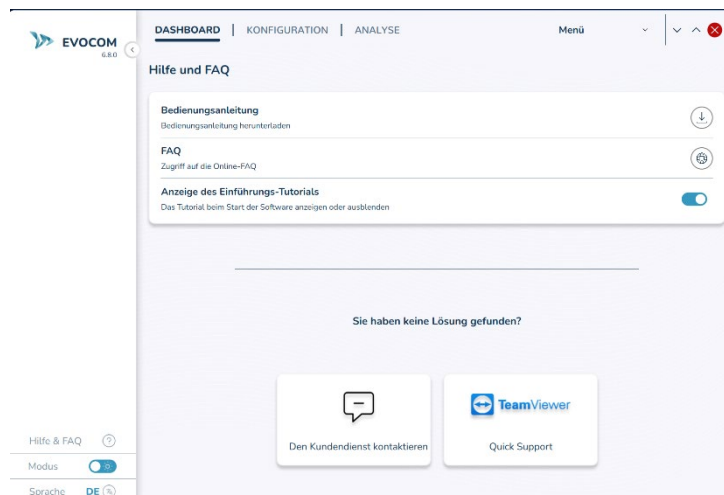 EVOCOM
6.8.0
DASHBOARD | KONFIGURATION | ANALYSE
Menü
Hilfe und FAQ
Bedienungsanleitung
Bedienungsanleitung herunterladen
FAQ
Zugriff auf die Online-FAQ
Anzeige des Einführungs-Tutorials
Das Tutorial beim Start der Software anzeigen oder ausblenden
Sie haben keine Lösung gefunden?
Den Kundendienst kontaktieren
TeamViewer
Quick Support
Hilfe & FAQ
Modus
Sprache DE